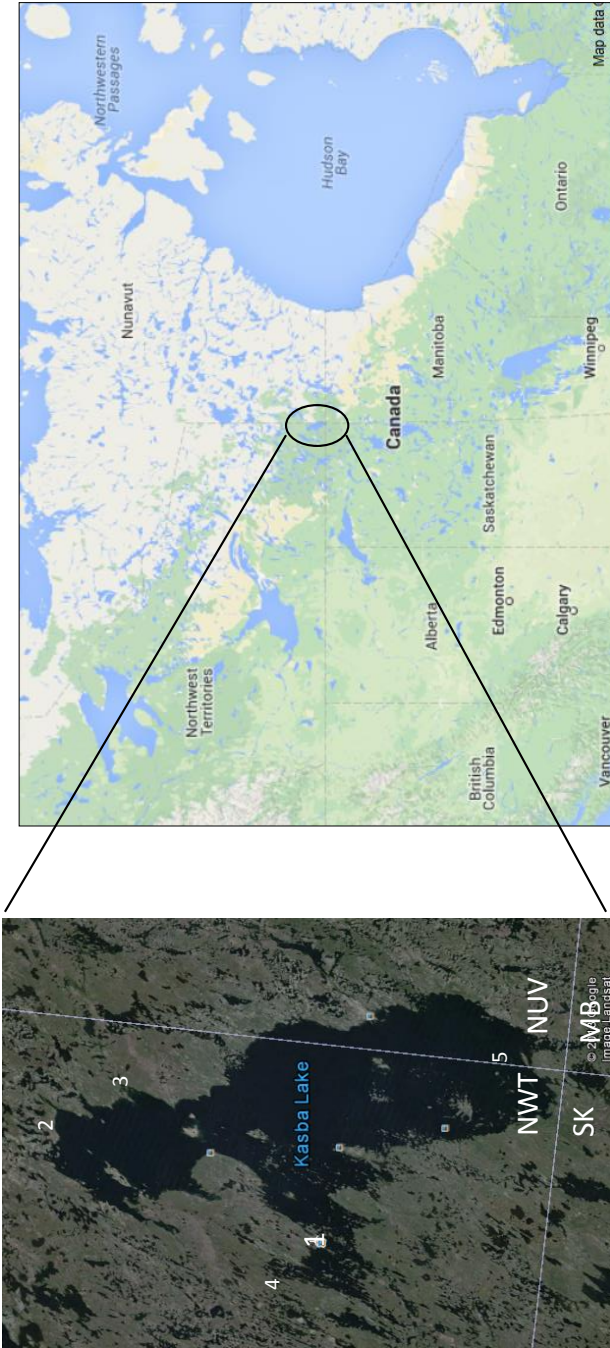 2
3
Kasba Lake
1
4
5
NWT
NUV
SK
MB
Image Landsat
Northwestern
Passages
Nunavut
Hudson
Bay
Northwest
Territories
Canada
Manitoba
Ontario
Alberta
Saskatchewan
British
Columbia
Edmonton
Winnipeg
Calgary
Vancouver
Map data